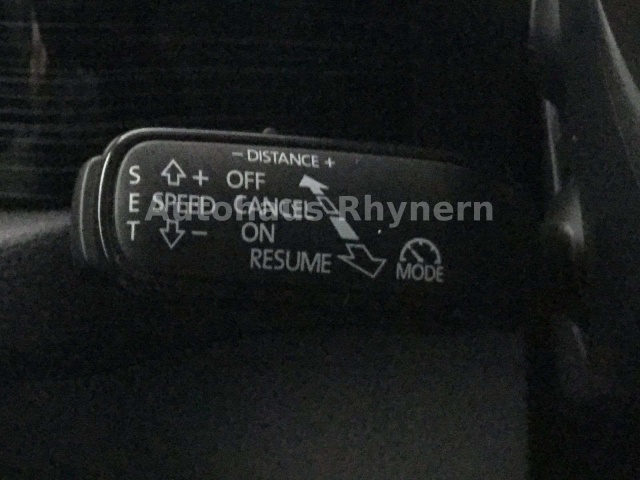 - DISTANCE +
S + OFF
E SPEED CANCEL
T - ON
RESUME
MODE
Autohaus Rhynern